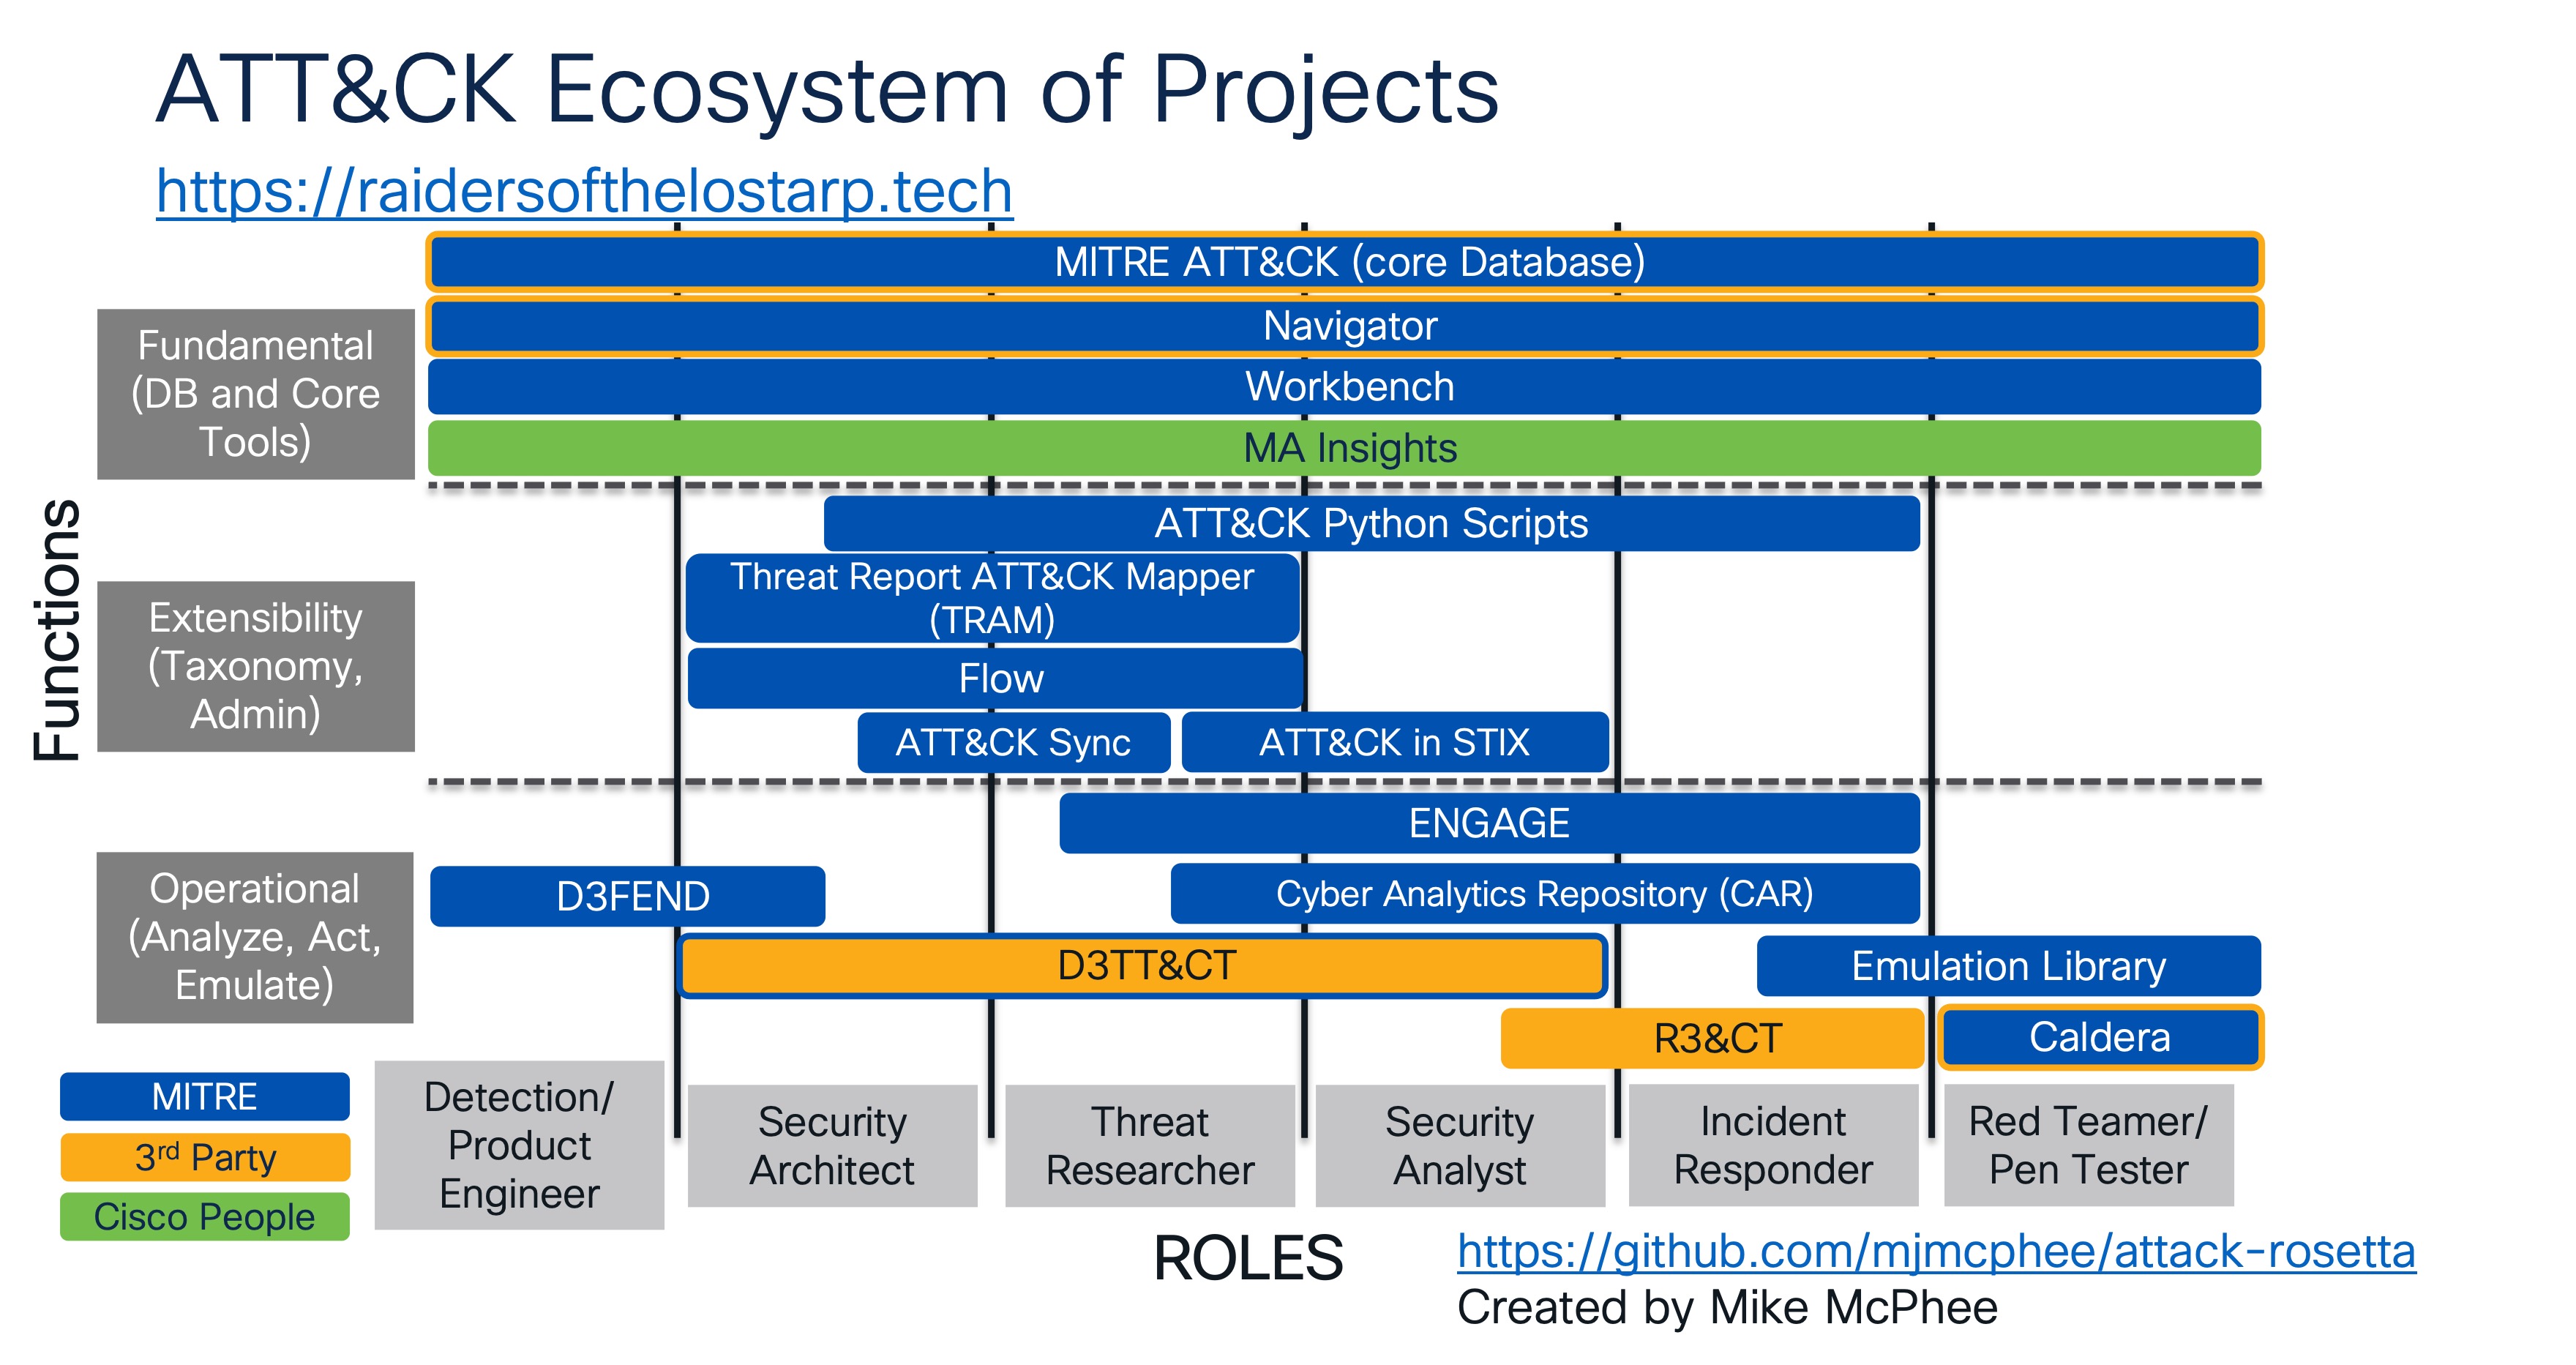 ATT&CK Ecosystem of Projects
https://raidersofthelostarp.tech
MITRE ATT&CK (core Database)
Navigator
Workbench
MA Insights
Fundamental
(DB and Core
Tools)
Functions
ATT&CK Python Scripts
Threat Report ATT&CK Mapper
(TRAM)
Flow
ATT&CK Sync
ATT&CK in STIX
Extensibility
(Taxonomy,
Admin)
ENGAGE
D3FEND
Cyber Analytics Repository (CAR)
D3TT&CT
Emulation Library
R3&CT
Caldera
Operational
(Analyze, Act,
Emulate)
MITRE
3rd Party
Cisco People
Detection/
Product
Engineer
Security
Architect
Threat
Researcher
Security
Analyst
Incident
Responder
Red Teamer/
Pen Tester
ROLES
https://github.com/mjmcphee/attack-rosetta
Created by Mike McPhee